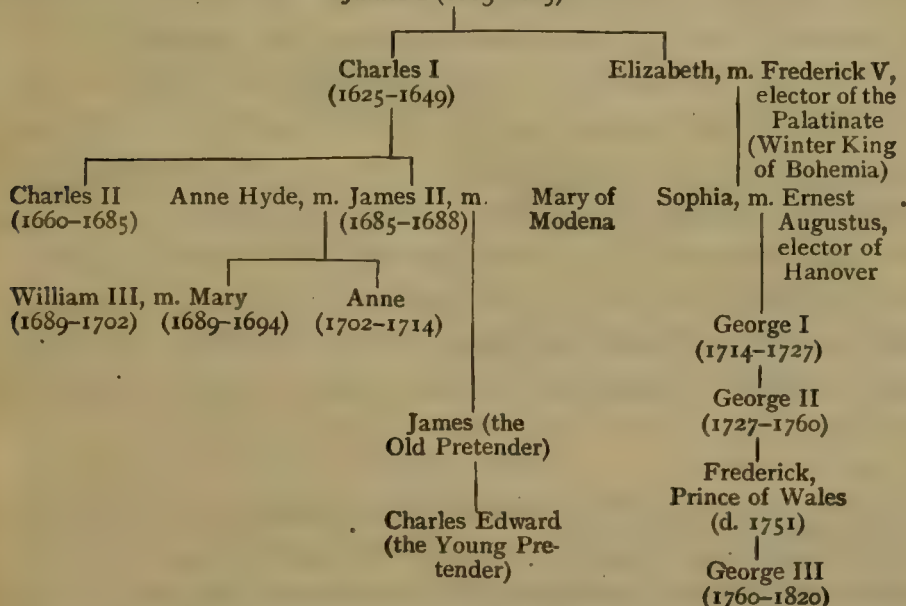 Charles I
(1625–1649)
Elizabeth, m. Frederick V,
elector of the
Palatinate
(Winter King
of Bohemia)
Charles II
(1660–1685)
Anne Hyde, m. James II, m.
(1685–1688)
Mary of
Modena
Sophia, m. Ernest
Augustus,
elector of
Hanover
William III, m. Mary
(1689–1702) (1689–1694)
Anne
(1702–1714)
George I
(1714–1727)
George II
(1727–1760)
James (the
Old Pretender)
Frederick,
Prince of Wales
(d. 1751)
Charles Edward
(the Young Pre-
tender)
George III
(1760–1820)